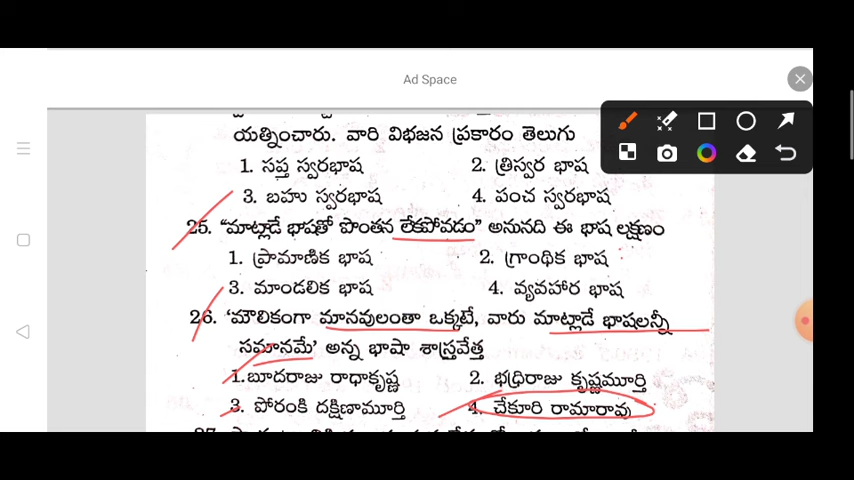 Ad Space
యత్నించారు. వారి విభజన ప్రకారం తెలుగు
1. సప్త స్వరభాష 2. త్రిస్వర భాష
3. బహు స్వరభాష 4. పంచ స్వరభాష
25. "మాట్లాడే భాషతో పొంతన లేకపోవడం" అనునది ఈ భాష లక్షణం
1. ప్రామాణిక భాష 2. గ్రాంథిక భాష
3. మాండలిక భాష 4. వ్యవహార భాష
26. 'మౌలికంగా మానవులంతా ఒక్కటే, వారు మాట్లాడే భాషలన్నీ
సమానమే' అన్న భాషా శాస్త్రవేత్త
1. బూదరాజు రాధాకృష్ణ 2. భద్రిరాజు కృష్ణమూర్తి
3. పోరంకి దక్షిణామూర్తి 4. చేకూరి రామారావు